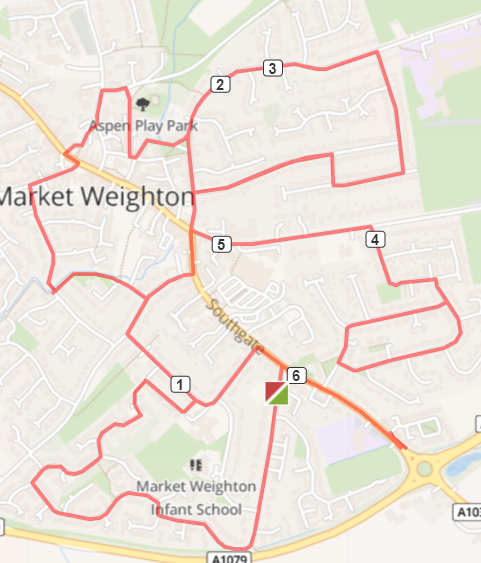 3
2
Aspen Play Park
Market Weighton
5
4
Southgate
6
1
Market Weighton
Infant School
A1079